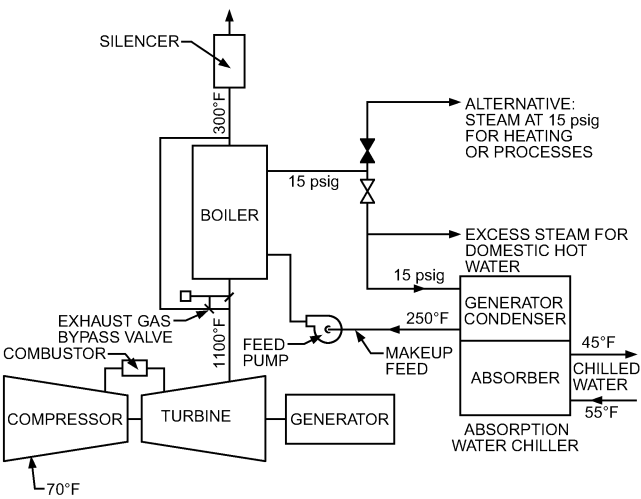 SILENCER
300°F
ALTERNATIVE:
STEAM AT 15 psig
FOR HEATING
OR PROCESSES
15 psig
BOILER
EXCESS STEAM FOR
DOMESTIC HOT
WATER
15 psig
GENERATOR
CONDENSER
250°F
EXHAUST GAS
BYPASS VALVE
1100°F
FEED
PUMP
MAKEUP
FEED
45°F
CHILLED
WATER
55°F
ABSORBER
COMBUSTOR
COMPRESSOR
TURBINE
GENERATOR
ABSORPTION
WATER CHILLER
70°F